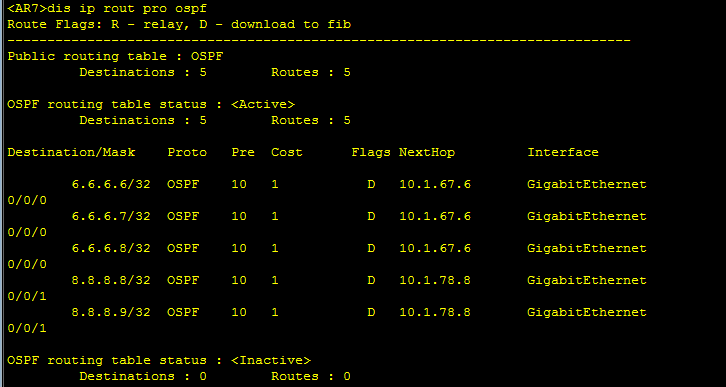 <AR7>dis ip rout pro ospf
Route Flags: R - relay, D - download to fib
------------------------------------------------------------------------------
Public routing table : OSPF
         Destinations : 5        Routes : 5

OSPF routing table status : <Active>
         Destinations : 5        Routes : 5

Destination/Mask    Proto   Pre  Cost      Flags NextHop         Interface

        6.6.6.6/32  OSPF    10   1           D   10.1.67.6       GigabitEthernet
0/0/0
        6.6.6.7/32  OSPF    10   1           D   10.1.67.6       GigabitEthernet
0/0/0
        6.6.6.8/32  OSPF    10   1           D   10.1.67.6       GigabitEthernet
0/0/0
        8.8.8.8/32  OSPF    10   1           D   10.1.78.8       GigabitEthernet
0/0/1
        8.8.8.9/32  OSPF    10   1           D   10.1.78.8       GigabitEthernet
0/0/1

OSPF routing table status : <Inactive>
         Destinations : 0        Routes : 0